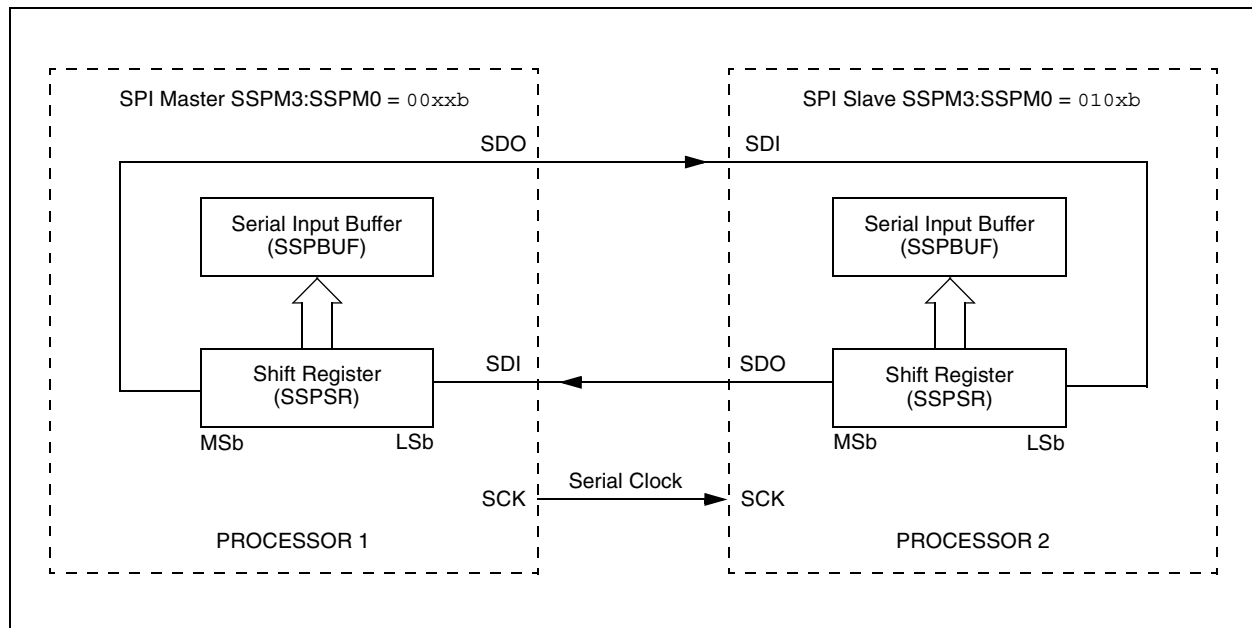 SPI Master SSPM3:SSPM0 = 00xxb
SPI Slave SSPM3:SSPM0 = 010xb
SDO
SDI
Serial Input Buffer
(SSPBUF)
Serial Input Buffer
(SSPBUF)
SDI
SDO
Shift Register
(SSPSR)
Shift Register
(SSPSR)
MSb
LSb
MSb
LSb
Serial Clock
SCK
SCK
PROCESSOR 1
PROCESSOR 2